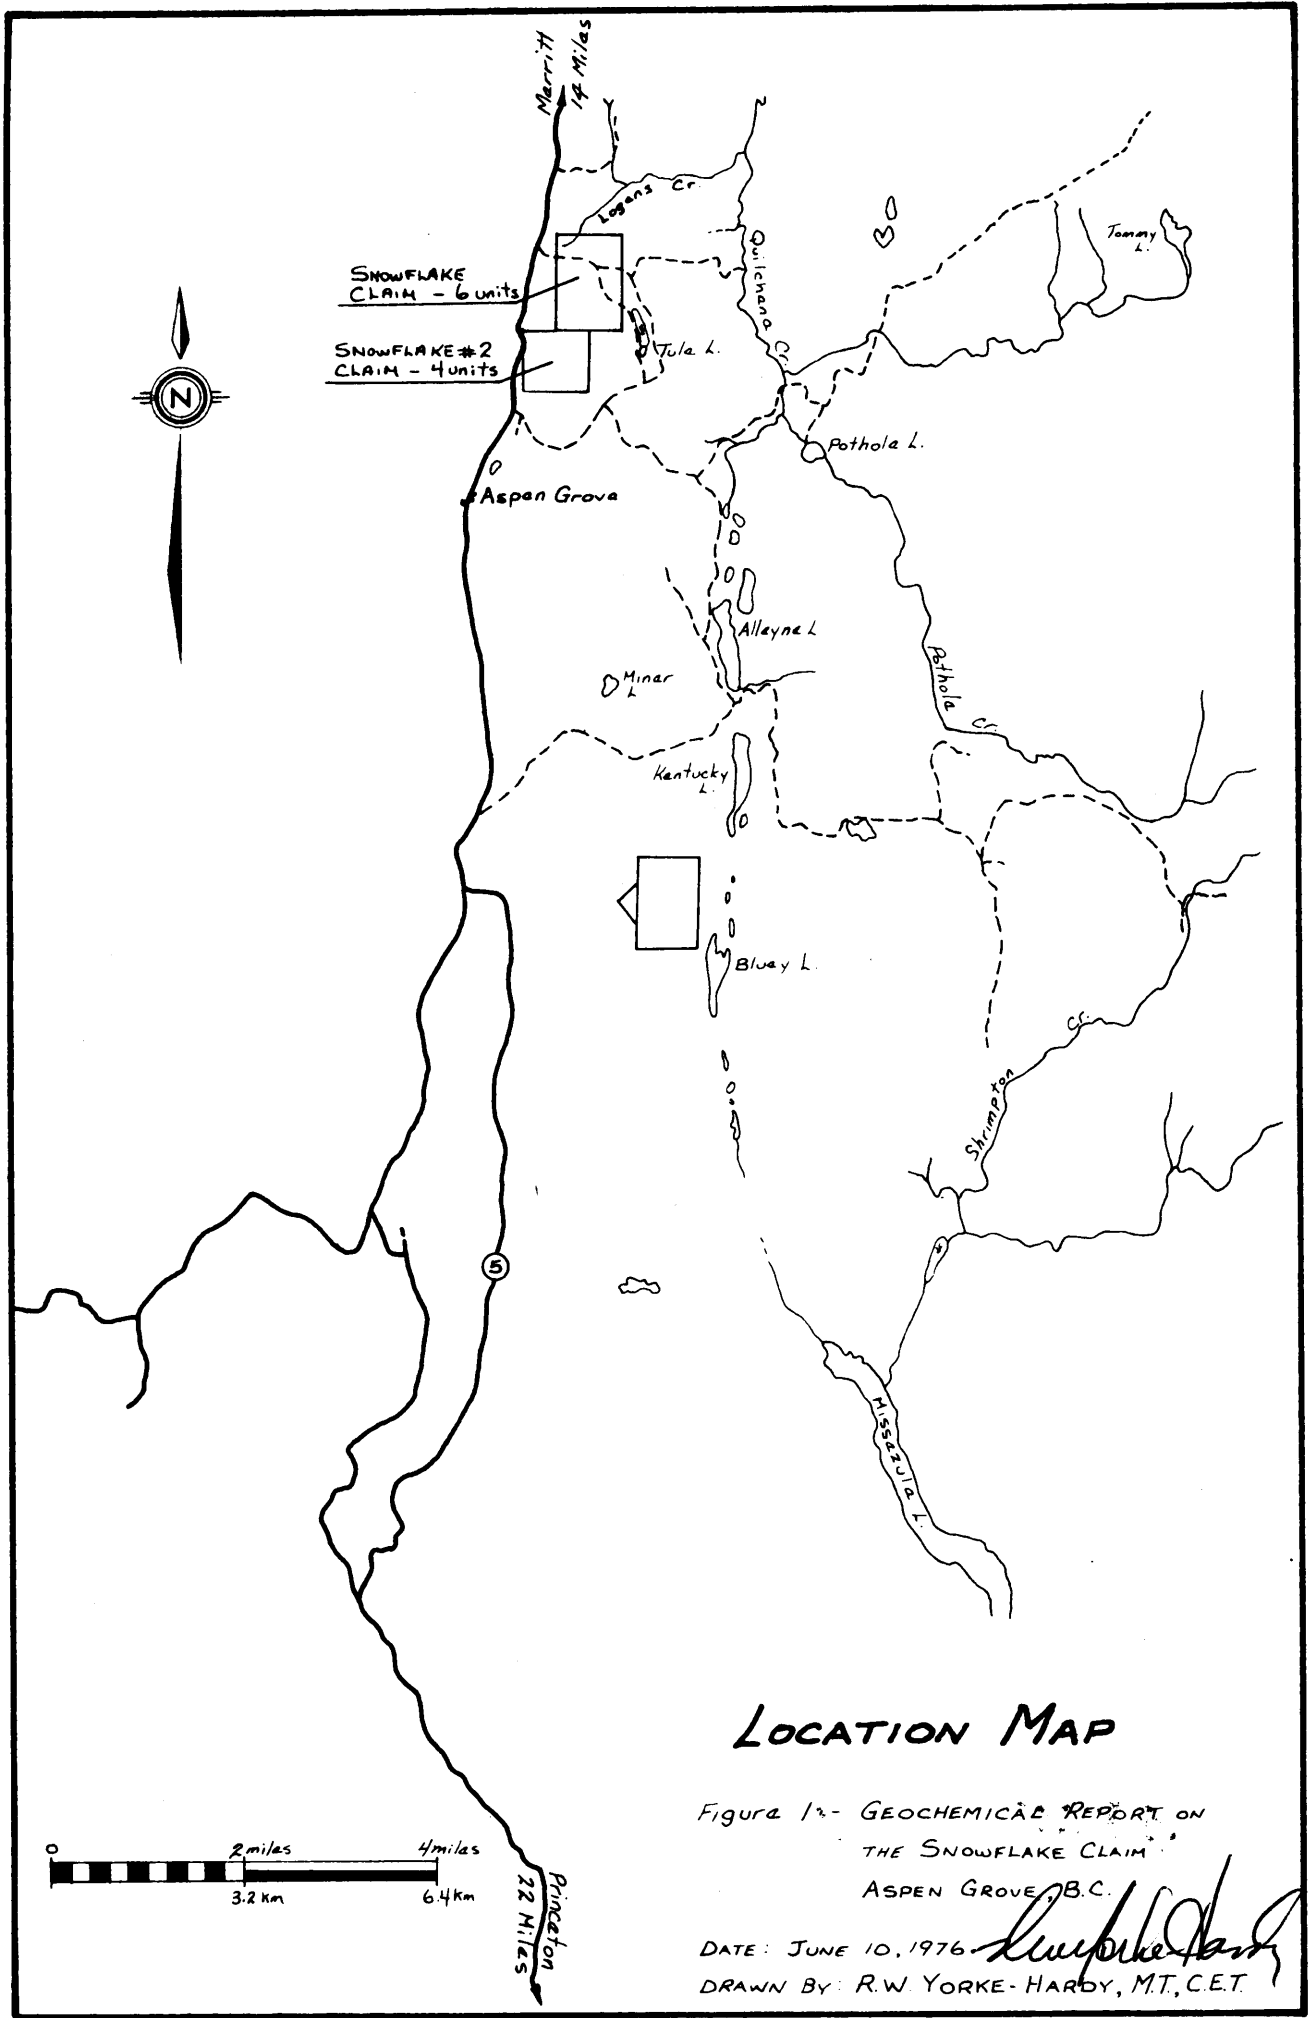 Merritt
14 Miles
Logans Cr.
Quilchena Cr.
Tommy
L.
SNOWFLAKE
CLAIM - 6 units
SNOWFLAKE #2
CLAIM - 4 units
Tule L.
N
Pothole L.
Aspen Grove
Alleyne L
Miner
L
Pothole Cr.
Kentucky
L.
Bluey L.
Shrimpton Cr.
5
Missezula L.
LOCATION MAP
Figure 1:- GEOCHEMICAL REPORT ON
THE SNOWFLAKE CLAIM
ASPEN GROVE, B.C.
0 2 miles 4 miles
3.2 km 6.4 km
Princeton
22 Miles
DATE: JUNE 10, 1976
DRAWN BY: R.W. YORKE-HARDY, M.T., C.E.T.